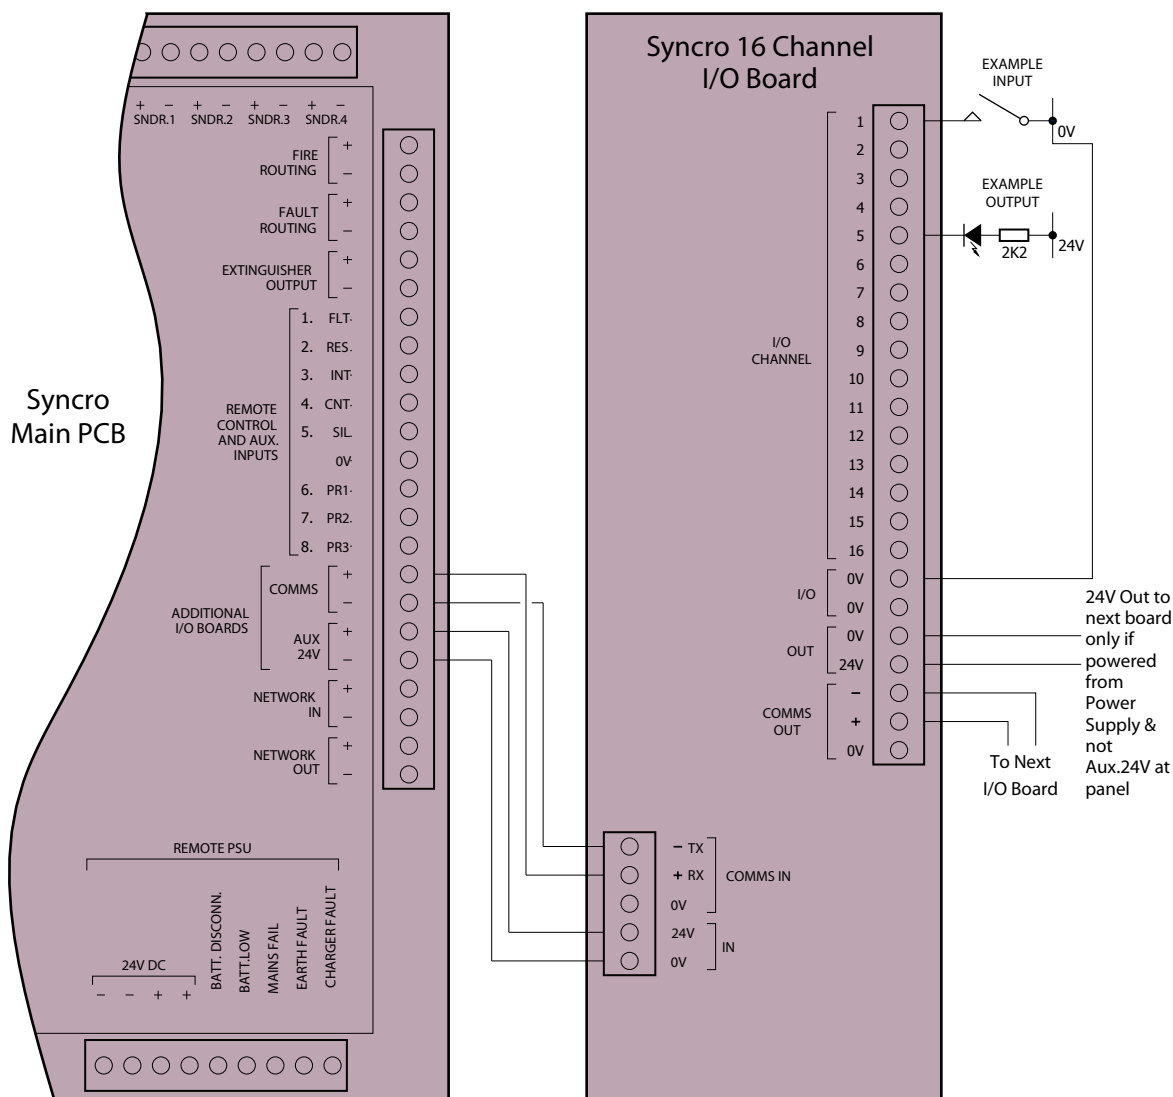 Syncro 16 Channel
I/O Board
Syncro
Main PCB
+ − + − + − + −
SNDR.1 SNDR.2 SNDR.3 SNDR.4
FIRE
ROUTING
+
−
FAULT
ROUTING
+
−
EXTINGUISHER
OUTPUT
+
−
REMOTE
CONTROL
AND AUX.
INPUTS
1. FLT
2. RES
3. INT
4. CNT
5. SIL
0V
6. PR1
7. PR2
8. PR3
ADDITIONAL
I/O BOARDS
COMMS
+
−
AUX
24V
+
−
NETWORK
IN
+
−
NETWORK
OUT
+
−
REMOTE PSU
24V DC
− − + +
BATT. DISCONN.
BATT.LOW
MAINS FAIL
EARTH FAULT
CHARGER FAULT
I/O
CHANNEL
1
2
3
4
5
6
7
8
9
10
11
12
13
14
15
16
I/O
0V
0V
OUT
0V
24V
COMMS
OUT
−
+
0V
− TX
+ RX
0V
COMMS IN
24V
0V
IN
EXAMPLE
INPUT
0V
EXAMPLE
OUTPUT
2K2
24V
24V Out to
next board
only if
powered
from
Power
Supply &
not
Aux.24V at
panel
To Next
I/O Board